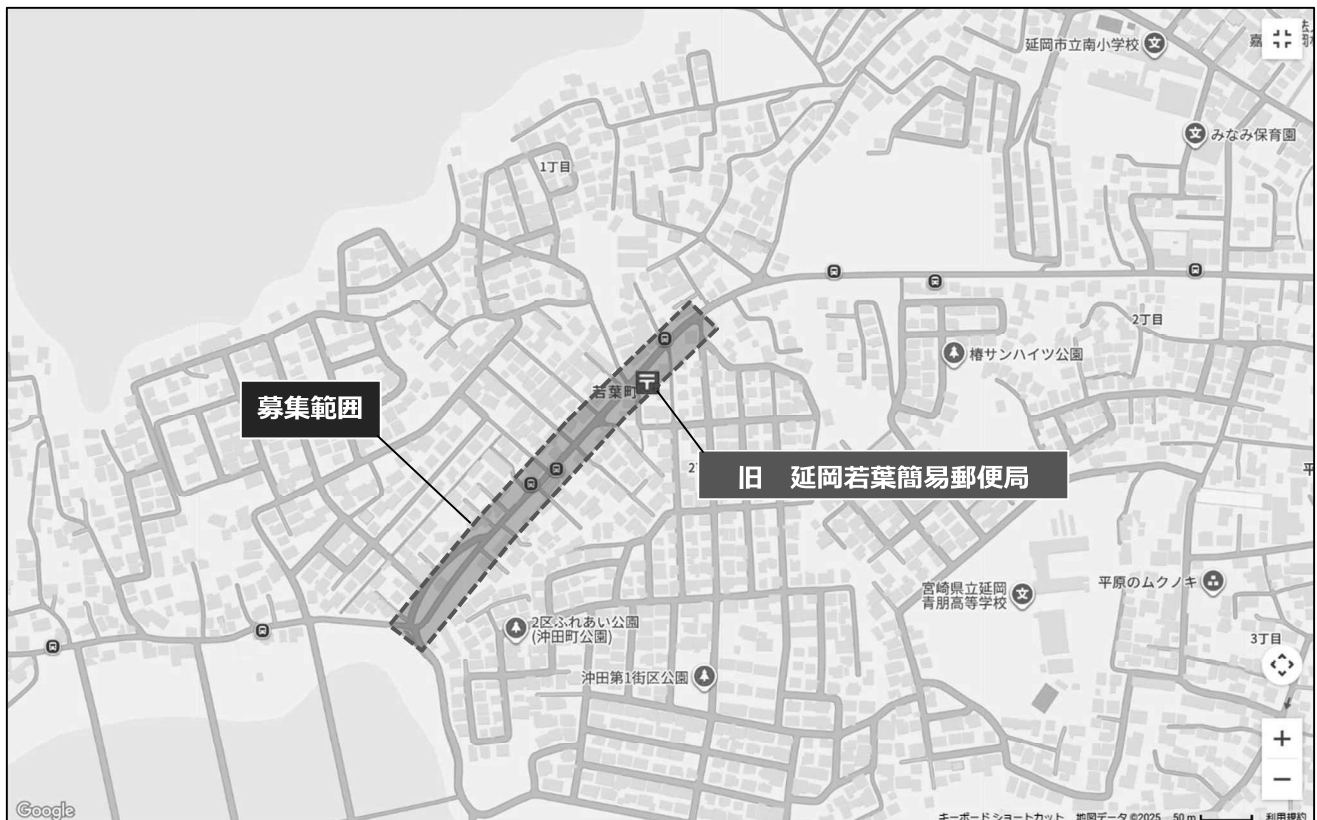 延岡市立南小学校
みなみ保育園
1丁目
2丁目
椿サンハイツ公園
若葉町
募集範囲
旧 延岡若葉簡易郵便局
宮崎県立延岡
青朋高等学校
平原のムクノキ
2区ふれあい公園
(沖田町公園)
3丁目
沖田第1街区公園
Google
キーボード ショートカット 地図データ ©2025 50 m 利用規約